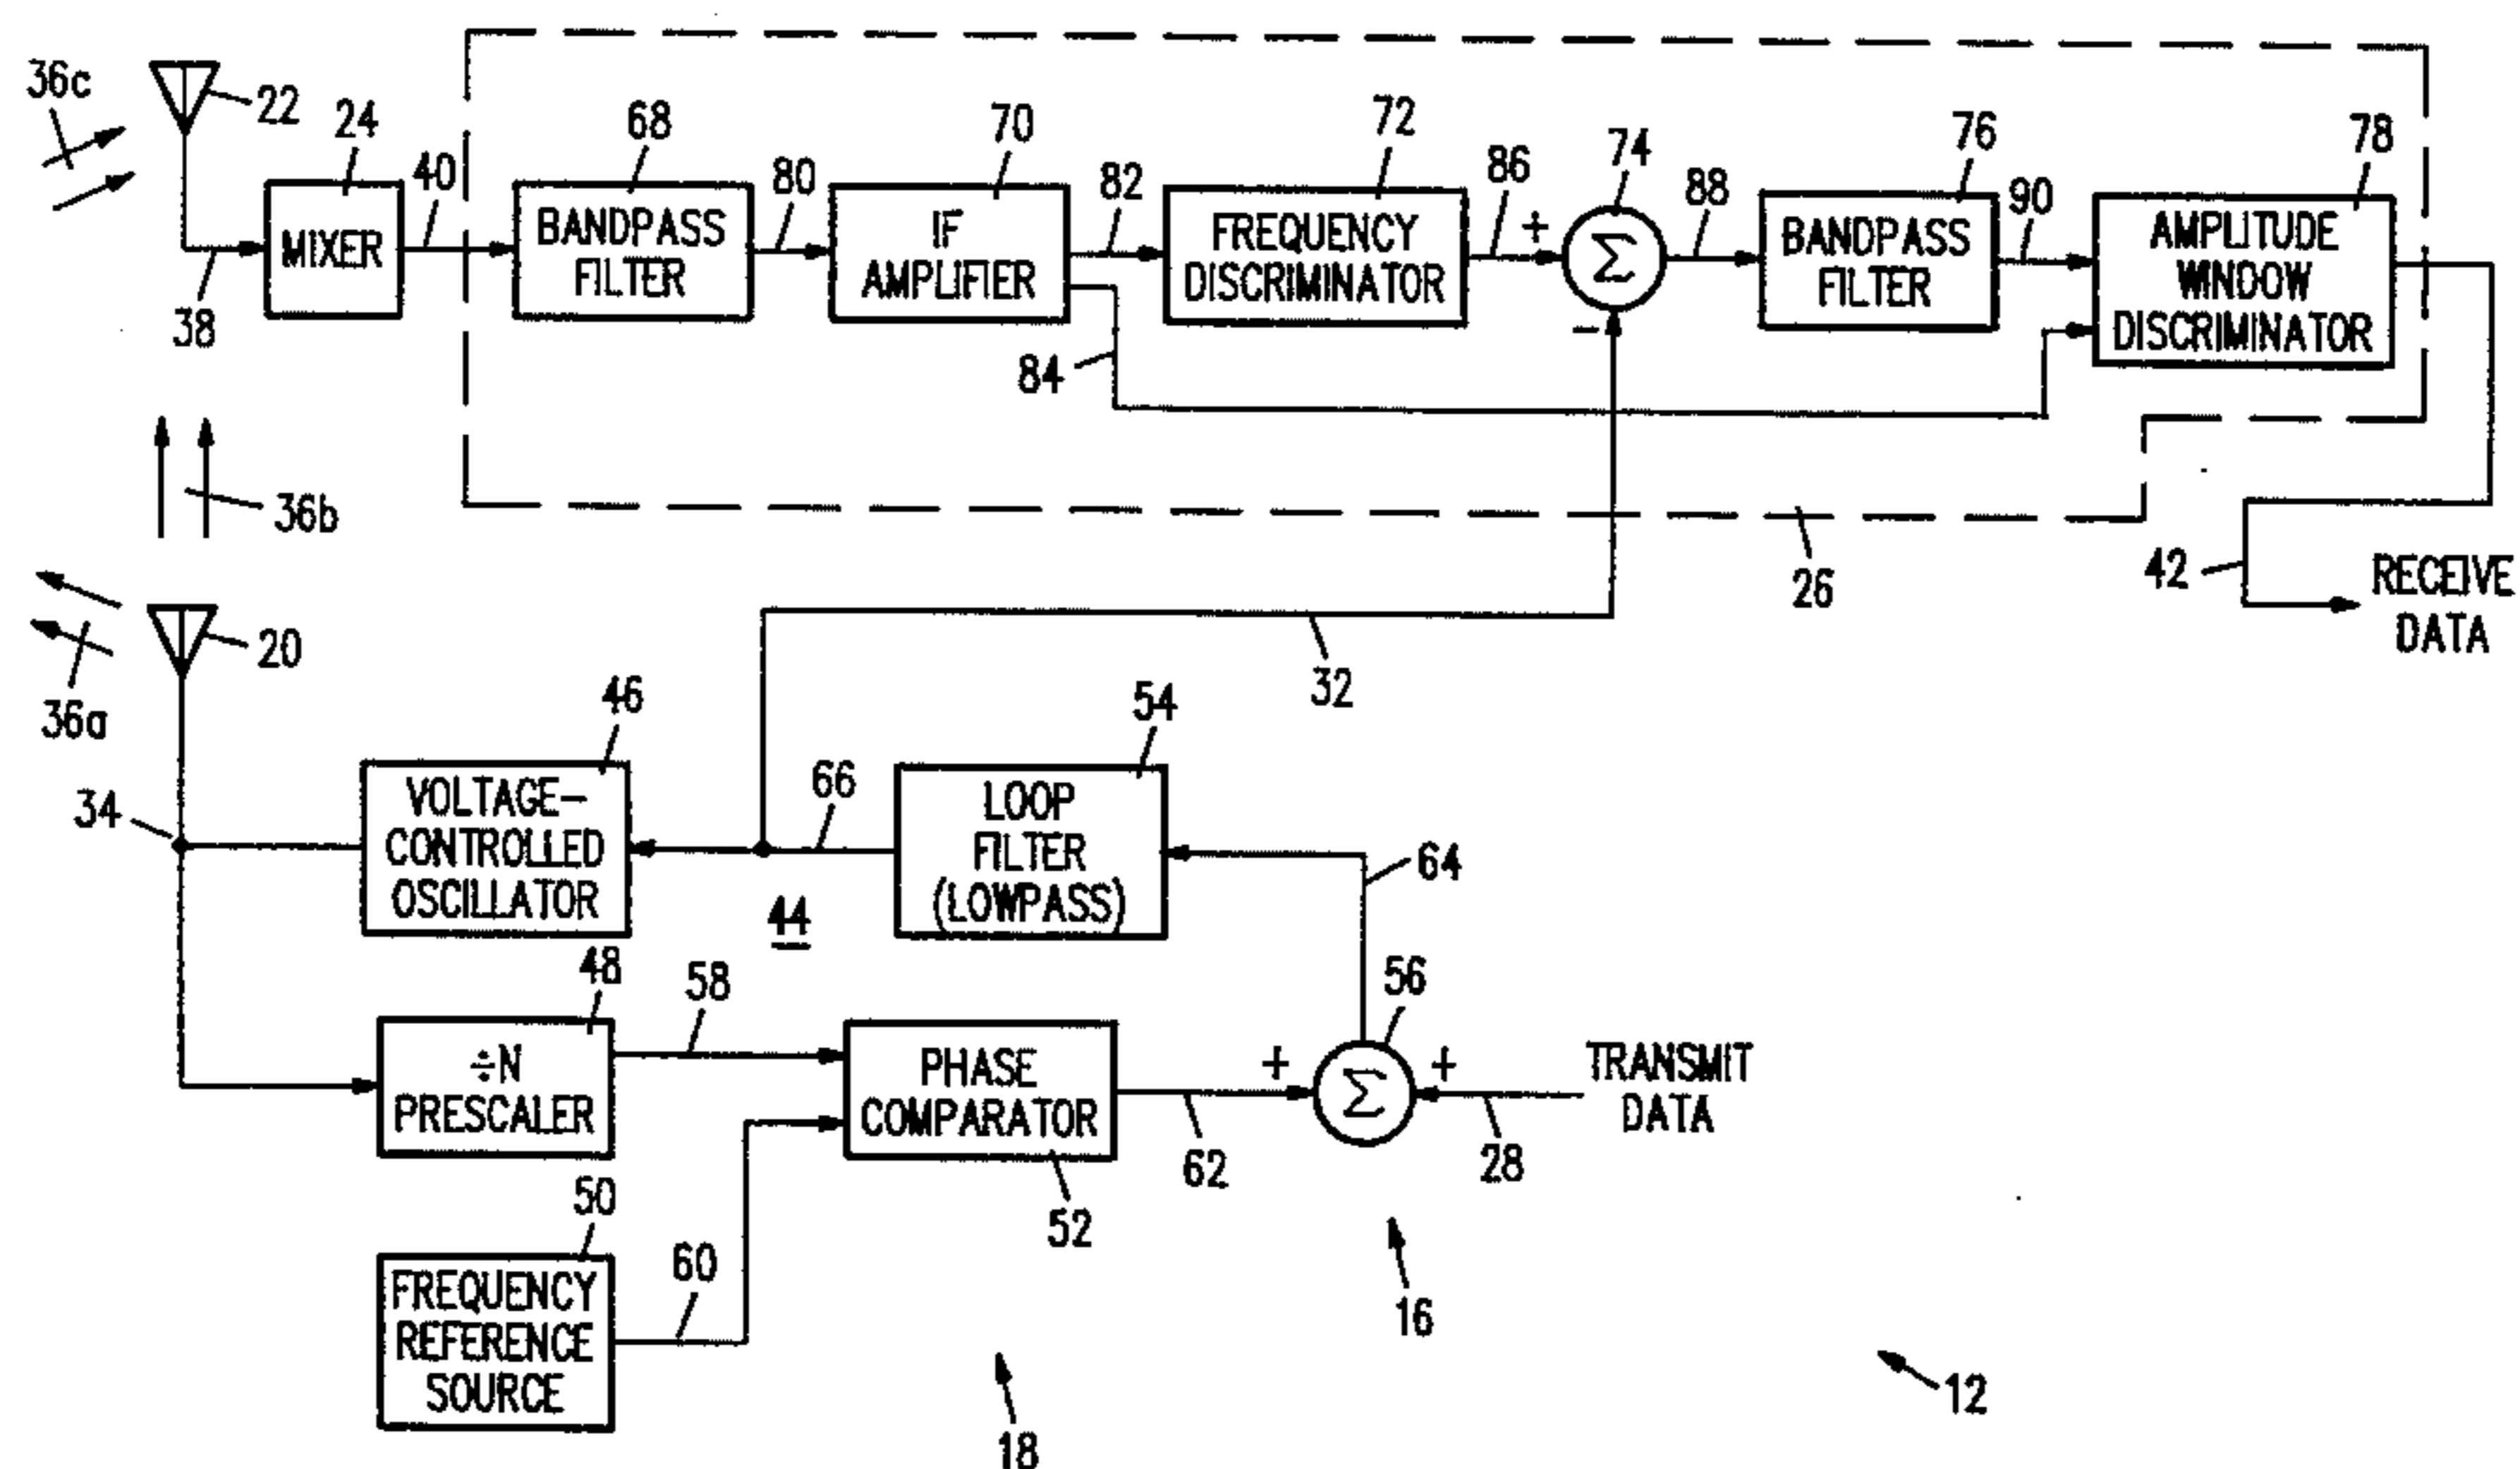 36c
22
24
40
38
MIXER
68
BANDPASS
FILTER
80
70
IF
AMPLIFIER
82
84
72
FREQUENCY
DISCRIMINATOR
86
+
74
Σ
−
88
76
BANDPASS
FILTER
90
78
AMPLITUDE
WINDOW
DISCRIMINATOR
36b
26
42
RECEIVE
DATA
20
36a
32
34
46
VOLTAGE-
CONTROLLED
OSCILLATOR
66
44
54
LOOP
FILTER
(LOWPASS)
64
48
÷N
PRESCALER
58
PHASE
COMPARATOR
52
62
+
56
Σ
+
TRANSMIT
DATA
28
50
FREQUENCY
REFERENCE
SOURCE
60
16
18
12